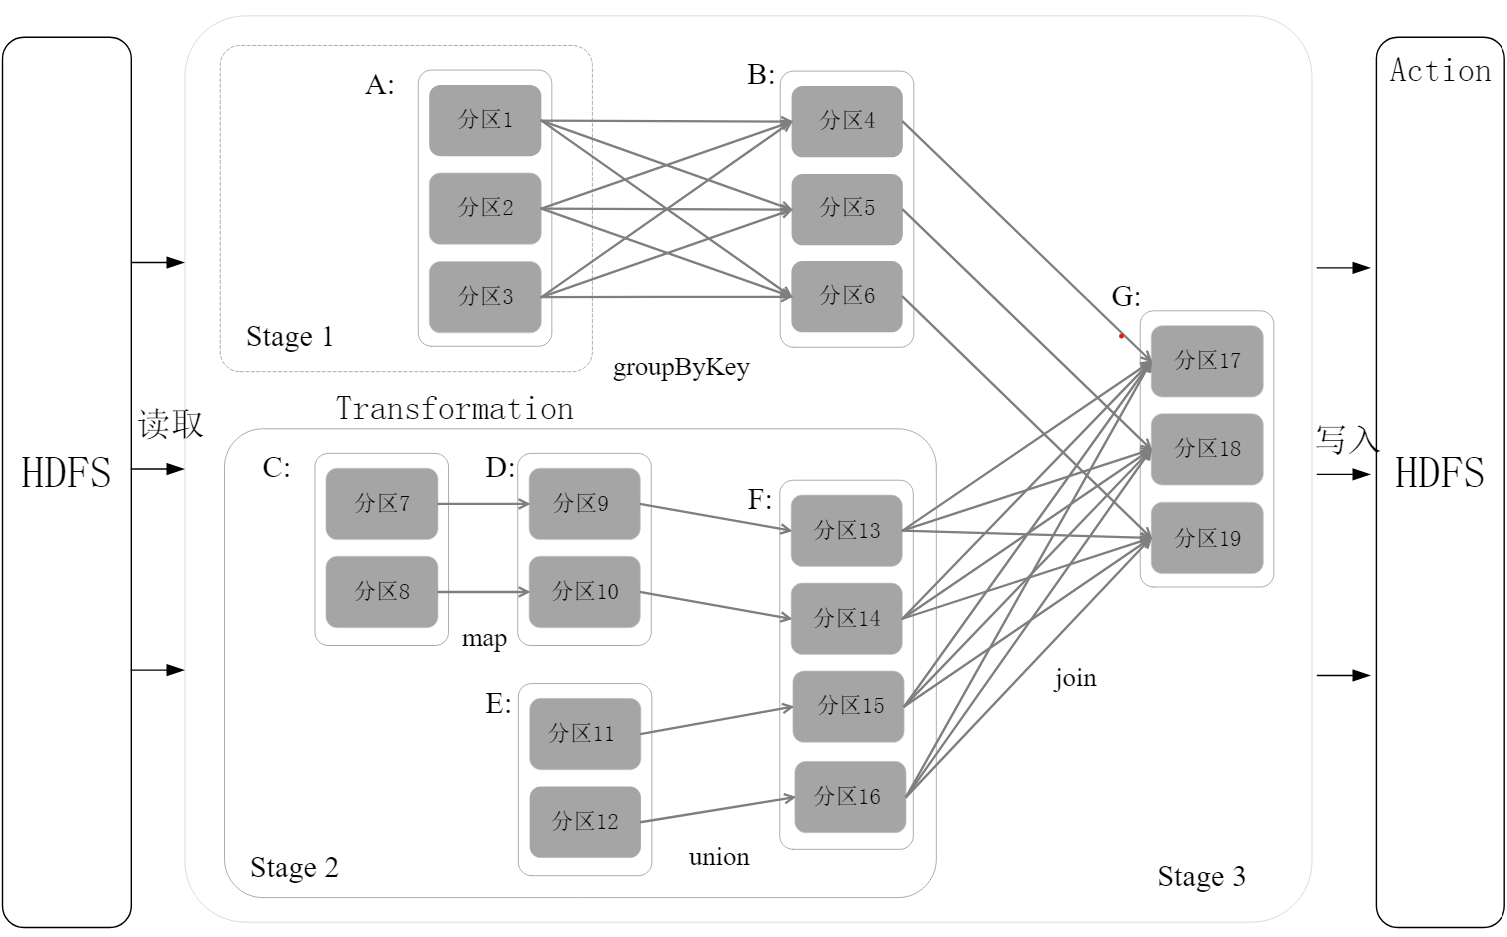 HDFS
读取
A:
分区1
分区2
分区3
Stage 1
B:
分区4
分区5
分区6
groupByKey
Transformation
C:
分区7
分区8
map
D:
分区9
分区10
E:
分区11
分区12
union
F:
分区13
分区14
分区15
分区16
Stage 2
G:
分区17
分区18
分区19
join
Stage 3
写入
Action
HDFS